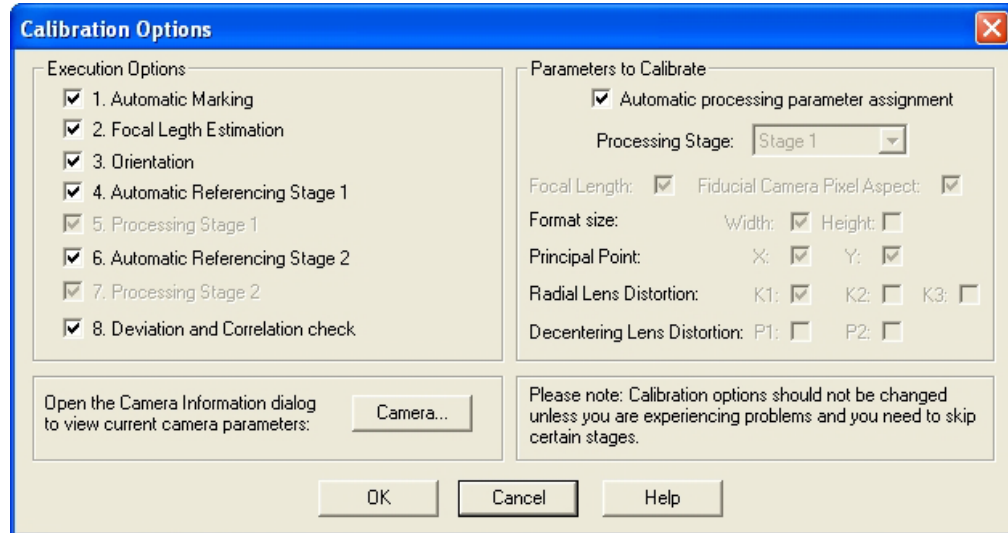 Calibration Options
Execution Options
1. Automatic Marking
2. Focal Legth Estimation
3. Orientation
4. Automatic Referencing Stage 1
5. Processing Stage 1
6. Automatic Referencing Stage 2
7. Processing Stage 2
8. Deviation and Correlation check
Parameters to Calibrate
Automatic processing parameter assignment
Processing Stage: Stage 1
Focal Length: Fiducial Camera Pixel Aspect:
Format size: Width: Height:
Principal Point: X: Y:
Radial Lens Distortion: K1: K2: K3:
Decentering Lens Distortion: P1: P2:
Open the Camera Information dialog
to view current camera parameters:
Camera...
Please note: Calibration options should not be changed
unless you are experiencing problems and you need to skip
certain stages.
OK Cancel Help